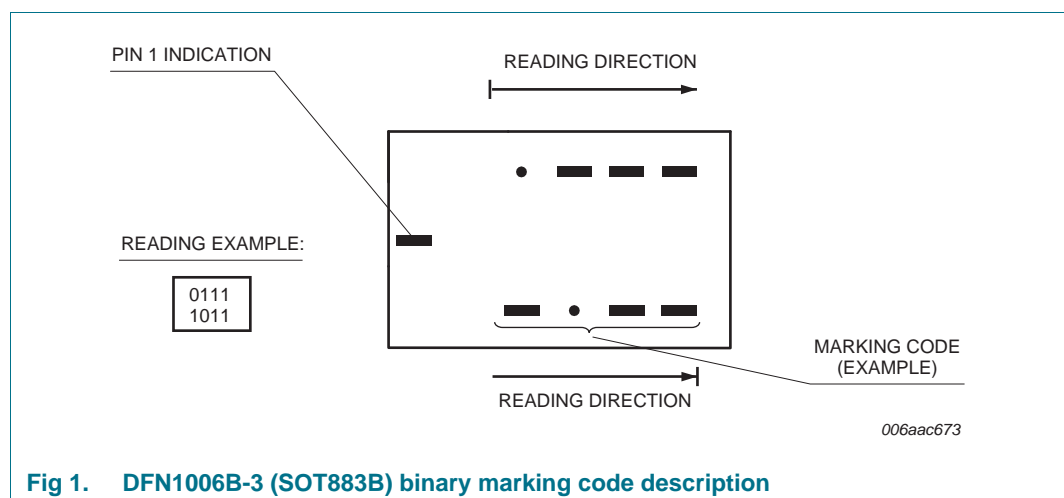 PIN 1 INDICATION
READING DIRECTION
READING EXAMPLE:
0111
1011
MARKING CODE
(EXAMPLE)
READING DIRECTION
006aac673
Fig 1. DFN1006B-3 (SOT883B) binary marking code description